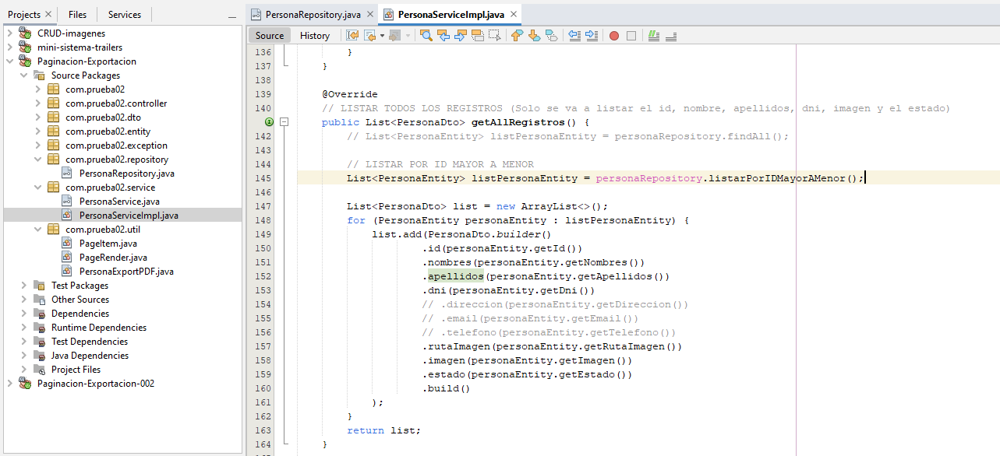 Projects
Files
Services
CRUD-imagenes
mini-sistema-trailers
Paginacion-Exportacion
Source Packages
com.prueba02
com.prueba02.controller
com.prueba02.dto
com.prueba02.entity
com.prueba02.exception
com.prueba02.repository
PersonaRepository.java
com.prueba02.service
PersonaService.java
PersonaServiceImpl.java
com.prueba02.util
PageItem.java
PageRender.java
PersonaExportPDF.java
Test Packages
Other Sources
Dependencies
Runtime Dependencies
Test Dependencies
Java Dependencies
Project Files
Paginacion-Exportacion-002
PersonaRepository.java
PersonaServiceImpl.java
Source
History
136 }
137 }
138
139 @Override
140 // LISTAR TODOS LOS REGISTROS (Solo se va a listar el id, nombre, apellidos, dni, imagen y el estado)
public List<PersonaDto> getAllRegistros() {
142 // List<PersonaEntity> listPersonaEntity = personaRepository.findAll();
143
144 // LISTAR POR ID MAYOR A MENOR
145 List<PersonaEntity> listPersonaEntity = personaRepository.listarPorIDMayorAMenor();
146
147 List<PersonaDto> list = new ArrayList<>();
148 for (PersonaEntity personaEntity : listPersonaEntity) {
149 list.add(PersonaDto.builder()
150 .id(personaEntity.getId())
151 .nombres(personaEntity.getNombres())
152 .apellidos(personaEntity.getApellidos())
153 .dni(personaEntity.getDni())
154 // .direccion(personaEntity.getDireccion())
155 // .email(personaEntity.getEmail())
156 // .telefono(personaEntity.getTelefono())
157 .rutaImagen(personaEntity.getRutaImagen())
158 .imagen(personaEntity.getImagen())
159 .estado(personaEntity.getEstado())
160 .build()
161 );
162 }
163 return list;
164 }